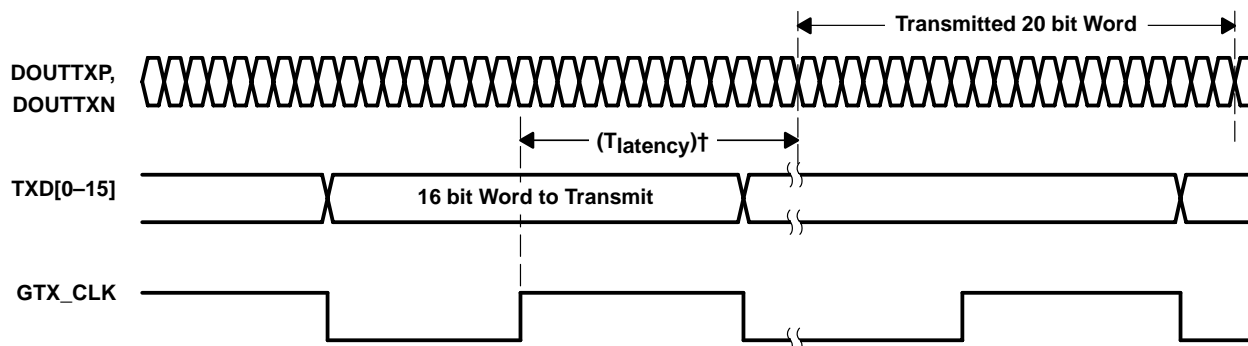 Transmitted 20 bit Word
DOUTTXP,
DOUTTXN
(Tlatency)†
TXD[0–15]
16 bit Word to Transmit
GTX_CLK